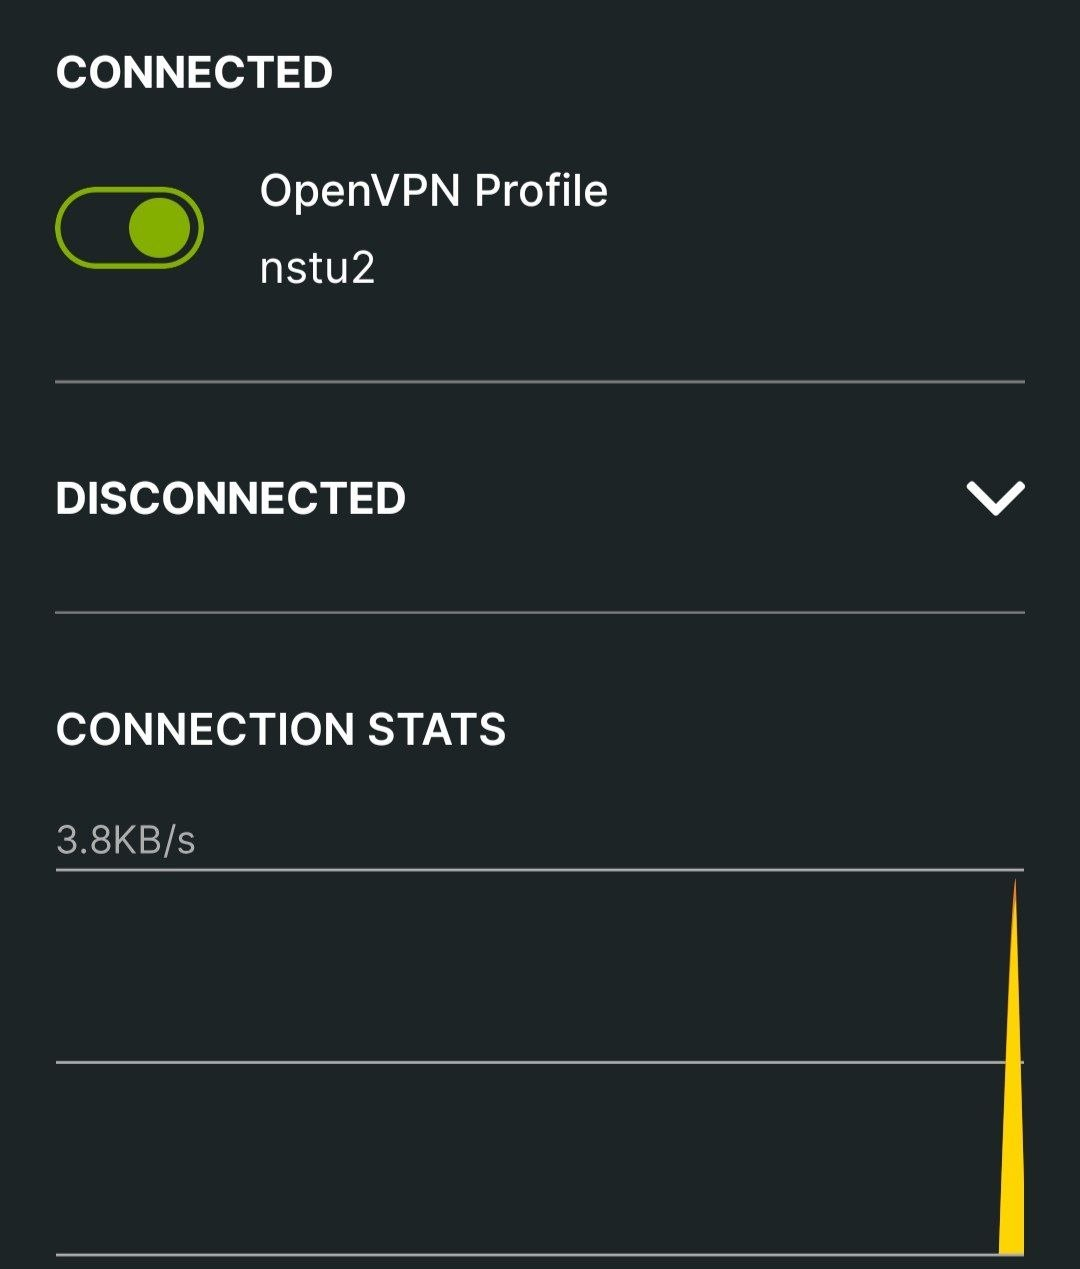 CONNECTED
OpenVPN Profile
nstu2
DISCONNECTED
CONNECTION STATS
3.8KB/s